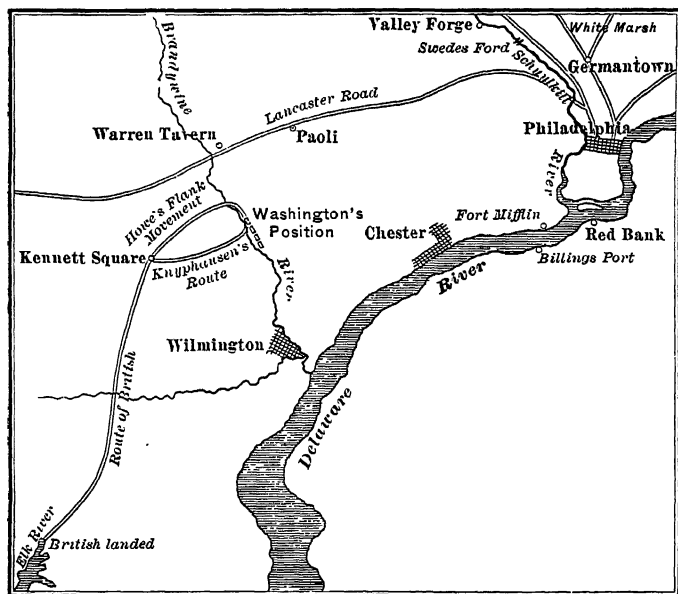 Valley Forge
White Marsh
Swedes Ford
Schuylkill
Germantown
Brandywine
Lancaster Road
Warren Tavern
Paoli
Philadelphia
River
Howe's Flank
Movement
Washington's
Position
Fort Mifflin
Chester
Red Bank
Kennett Square
Knyphausen's
Route
River
River
Billings Port
Wilmington
Route of British
Delaware
Elk River
British landed